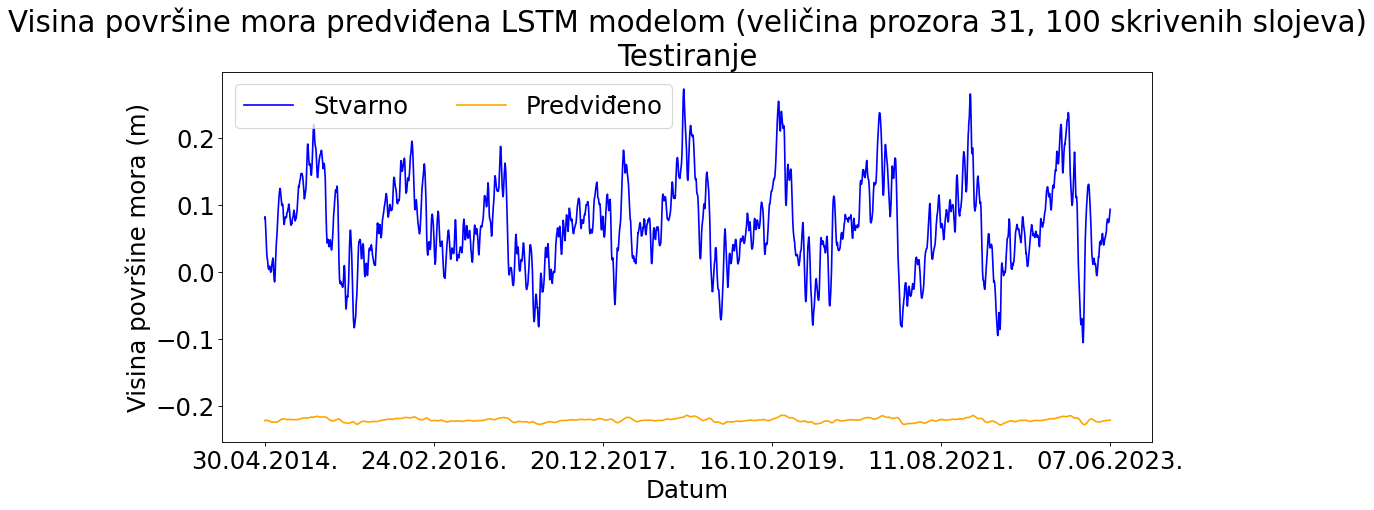 Visina površine mora predviđena LSTM modelom (veličina prozora 31, 100 skrivenih slojeva)
Testiranje
Stvarno
Predviđeno
Visina površine mora (m)
0.2
0.1
0.0
−0.1
−0.2
30.04.2014.
24.02.2016.
20.12.2017.
16.10.2019.
11.08.2021.
07.06.2023.
Datum